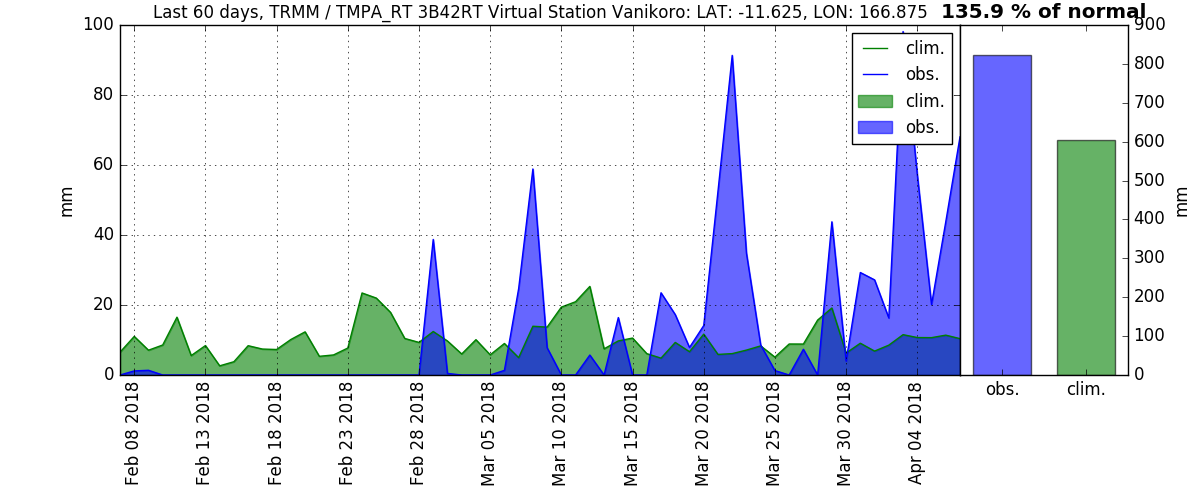 Last 60 days, TRMM / TMPA_RT 3B42RT Virtual Station Vanikoro: LAT: -11.625, LON: 166.875 135.9 % of normal
100
80
60
40
20
0
mm
clim.
obs.
clim.
obs.
900
800
700
600
500
400
300
200
100
0
mm
obs.
clim.
Feb 08 2018
Feb 13 2018
Feb 18 2018
Feb 23 2018
Feb 28 2018
Mar 05 2018
Mar 10 2018
Mar 15 2018
Mar 20 2018
Mar 25 2018
Mar 30 2018
Apr 04 2018